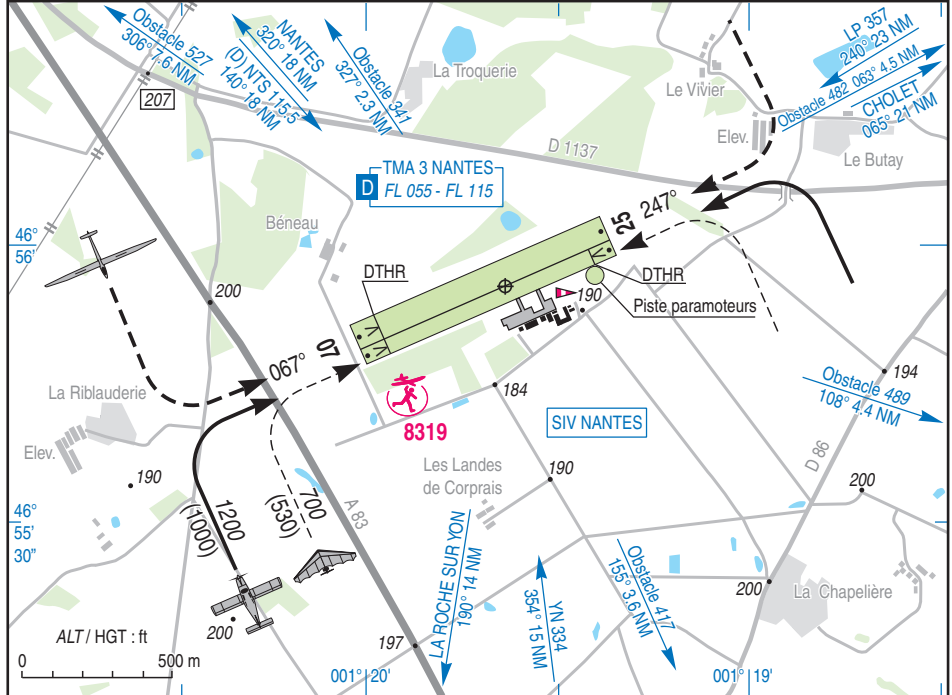 Obstacle 527
306° 7.6 NM
NANTES
320° 18 NM
(D) NTS 115.5
140° 18 NM
Obstacle 341
327° 2.3 NM
La Troquerie
LP 357
240° 23 NM
Obstacle 482 063° 4.5 NM
CHOLET
065° 21 NM
Le Vivier
Elev.
Le Butay
207
D 1137
TMA 3 NANTES
D
FL 055 - FL 115
Béneau
46°
56'
46°
56'
25
247°
DTHR
DTHR
190
Piste paramoteurs
200
07
067°
La Riblauderie
Elev.
8319
184
194
Obstacle 489
108° 4.4 NM
SIV NANTES
D 86
190
Les Landes
de Corprais
190
200
1200
(1000)
700
(530)
A 83
46°
55'
30"
LA ROCHE SUR YON
190° 14 NM
YN 334
354° 15 NM
Obstacle 417
155° 3.6 NM
200
La Chapelière
200
197
ALT / HGT : ft
0
500 m
001° 20'
001° 19'